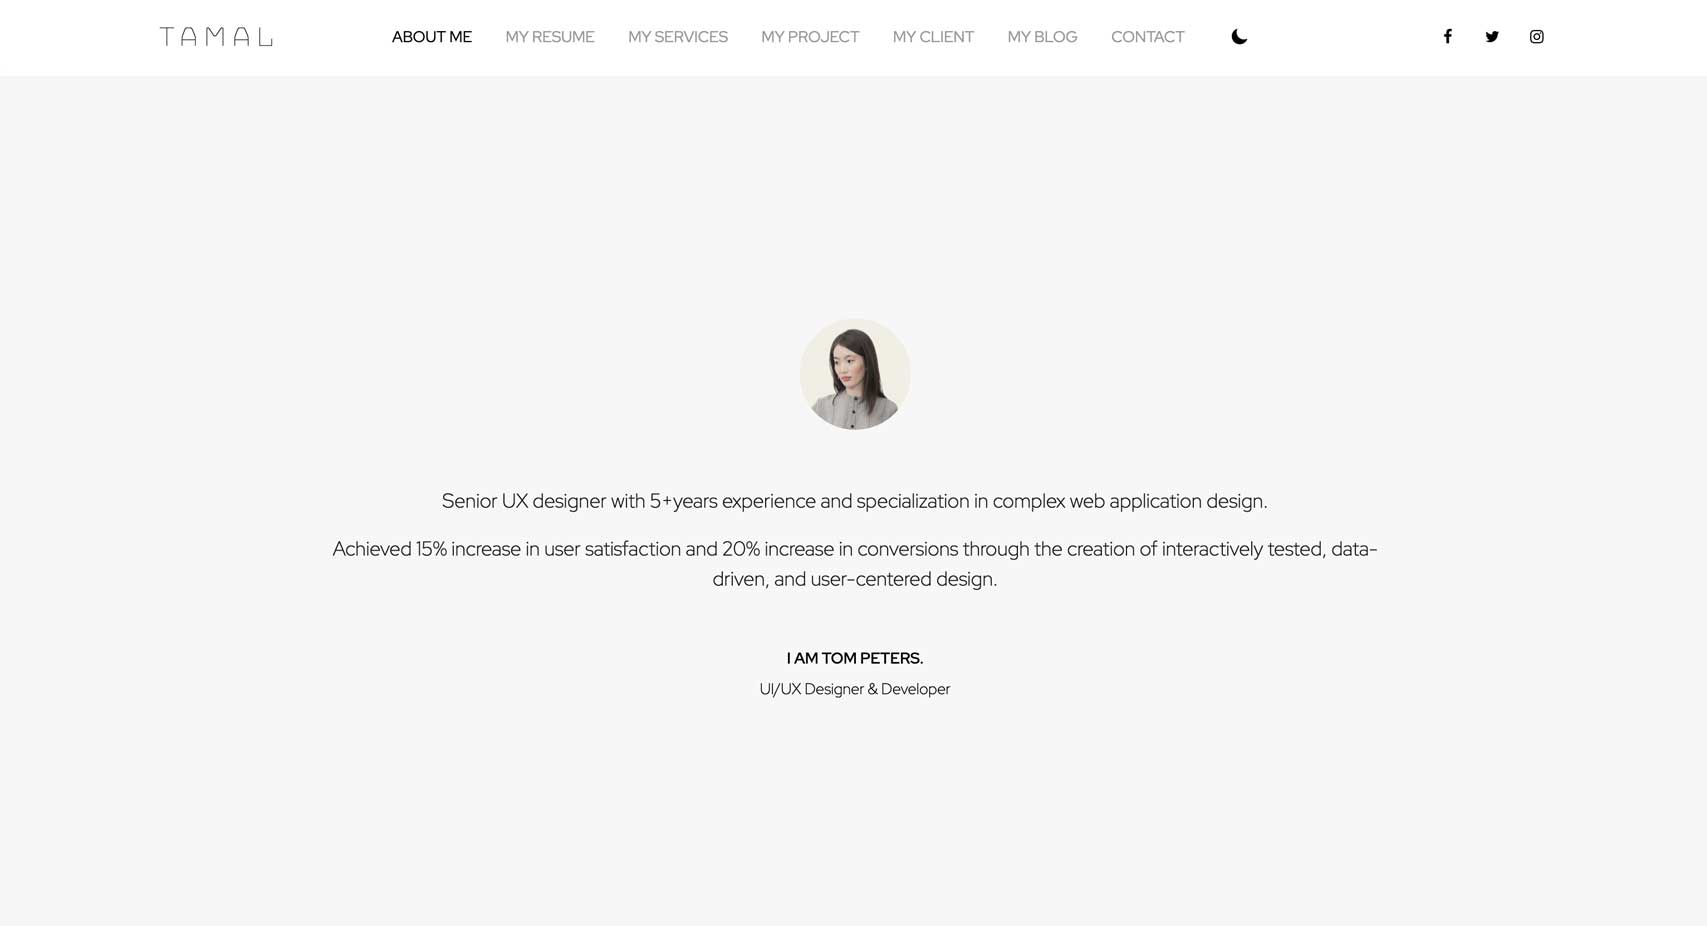 TAMAL
ABOUT ME
MY RESUME
MY SERVICES
MY PROJECT
MY CLIENT
MY BLOG
CONTACT
Senior UX designer with 5+years experience and specialization in complex web application design.
Achieved 15% increase in user satisfaction and 20% increase in conversions through the creation of interactively tested, data-
driven, and user-centered design.
I AM TOM PETERS.
UI/UX Designer & Developer